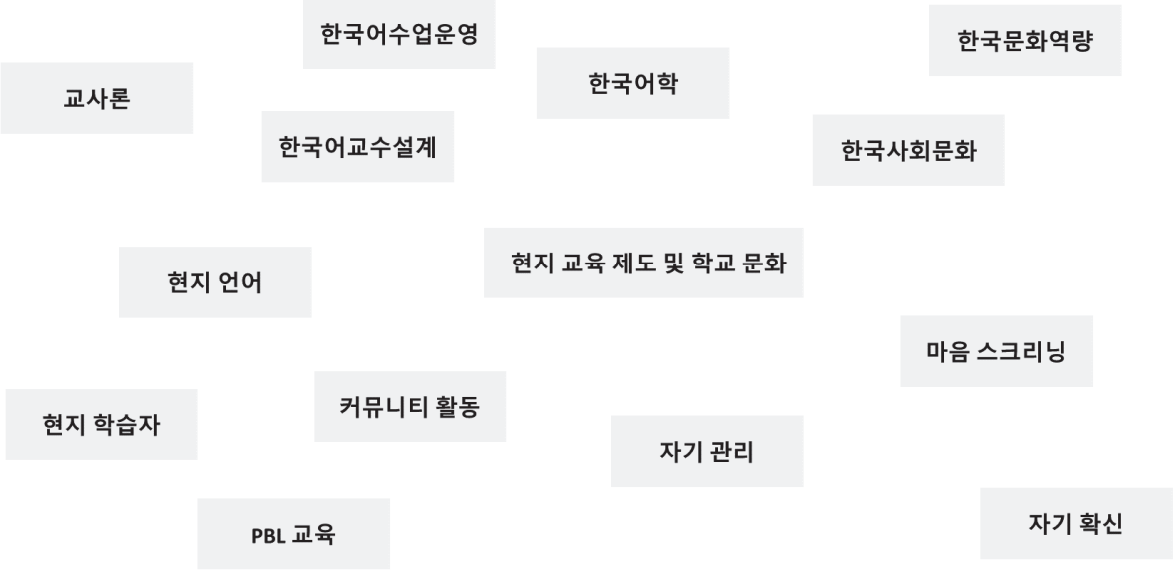 한국어수업운영
한국문화역량
한국어학
교사론
한국어교수설계
한국사회문화
현지 교육 제도 및 학교 문화
현지 언어
마음 스크리닝
커뮤니티 활동
현지 학습자
자기 관리
자기 확신
PBL 교육